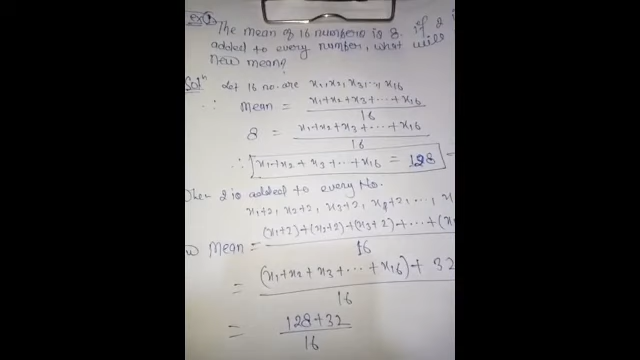 Ex 1. The mean of 16 numbers is 8. If 2 i
added to every number, what will
new mean?
Solⁿ Let 16 no. are x₁, x₂, x₃, ..., x₁₆
∴ Mean = (x₁+x₂+x₃+...+x₁₆)/16
8 = (x₁+x₂+x₃+...+x₁₆)/16
∴ x₁+x₂+x₃+...+x₁₆ = 128
hen 2 is added to every No.
x₁+2, x₂+2, x₃+2, x₄+2, ...,
w Mean = (x₁+2)+(x₂+2)+(x₃+2)+...+(x /16
= (x₁+x₂+x₃+...+x₁₆)+32 /16
= (128+32)/16